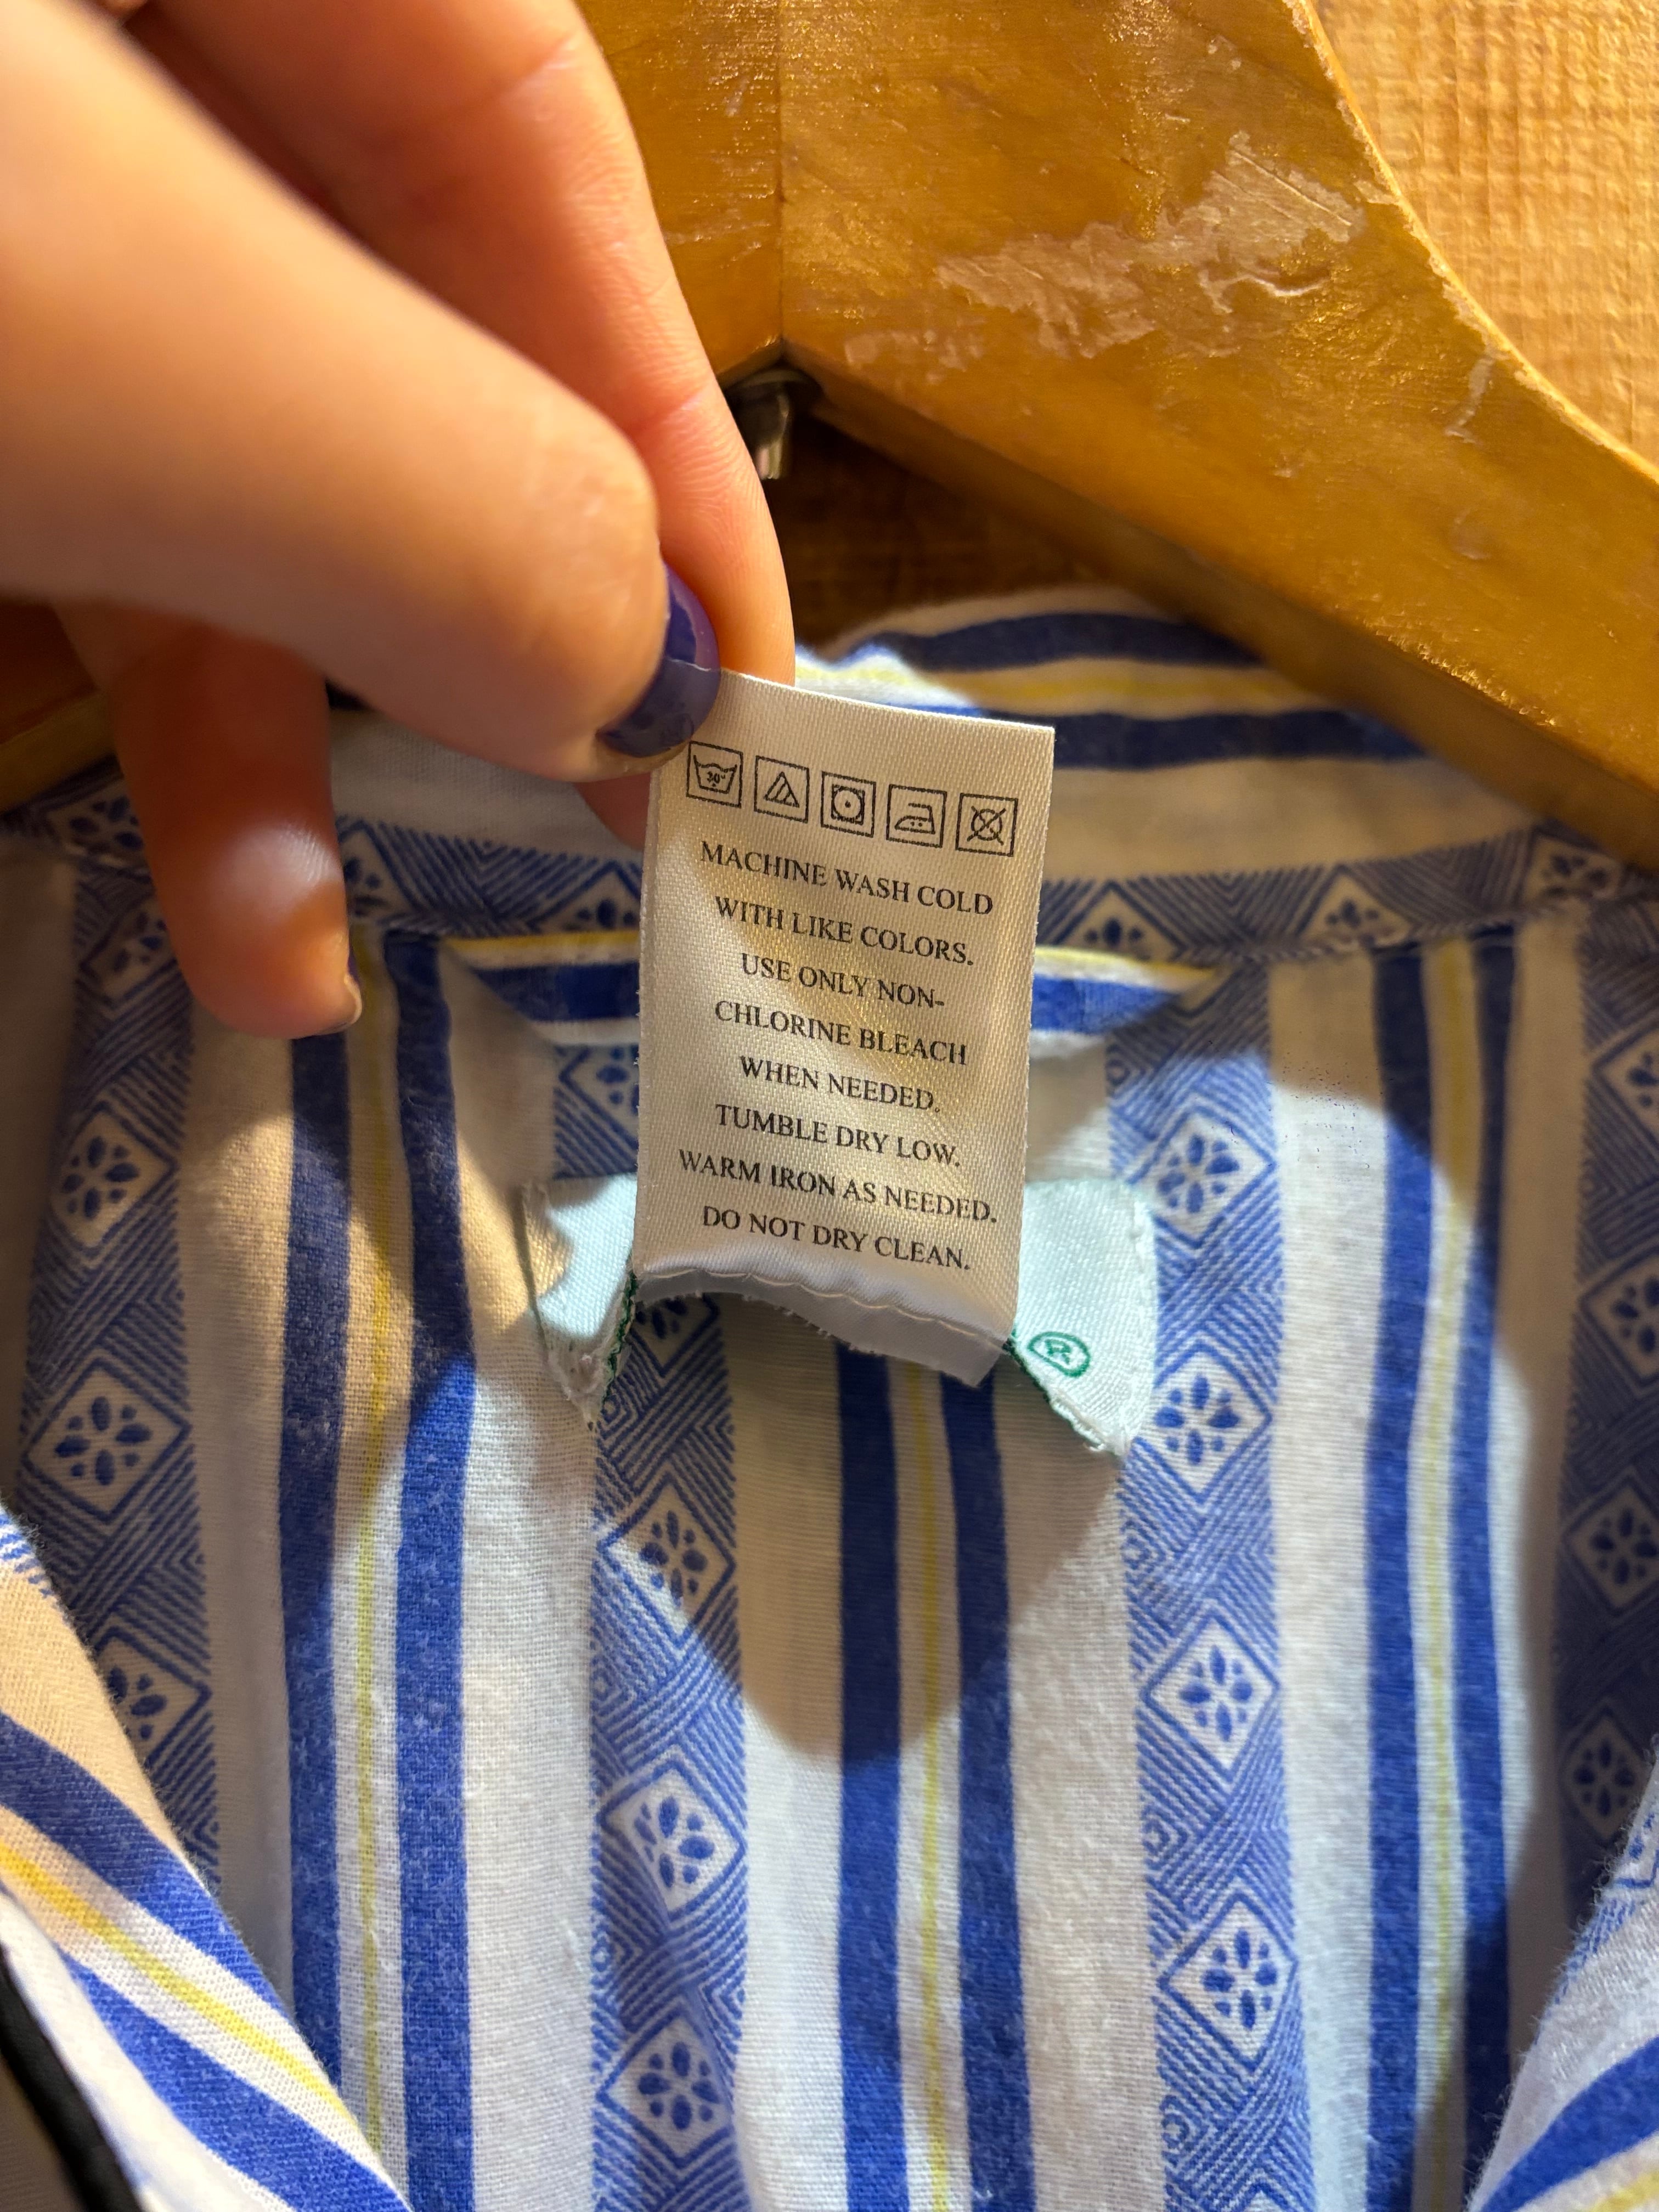 30°
MACHINE WASH COLD
WITH LIKE COLORS.
USE ONLY NON-
CHLORINE BLEACH
WHEN NEEDED.
TUMBLE DRY LOW.
WARM IRON AS NEEDED.
DO NOT DRY CLEAN.
®